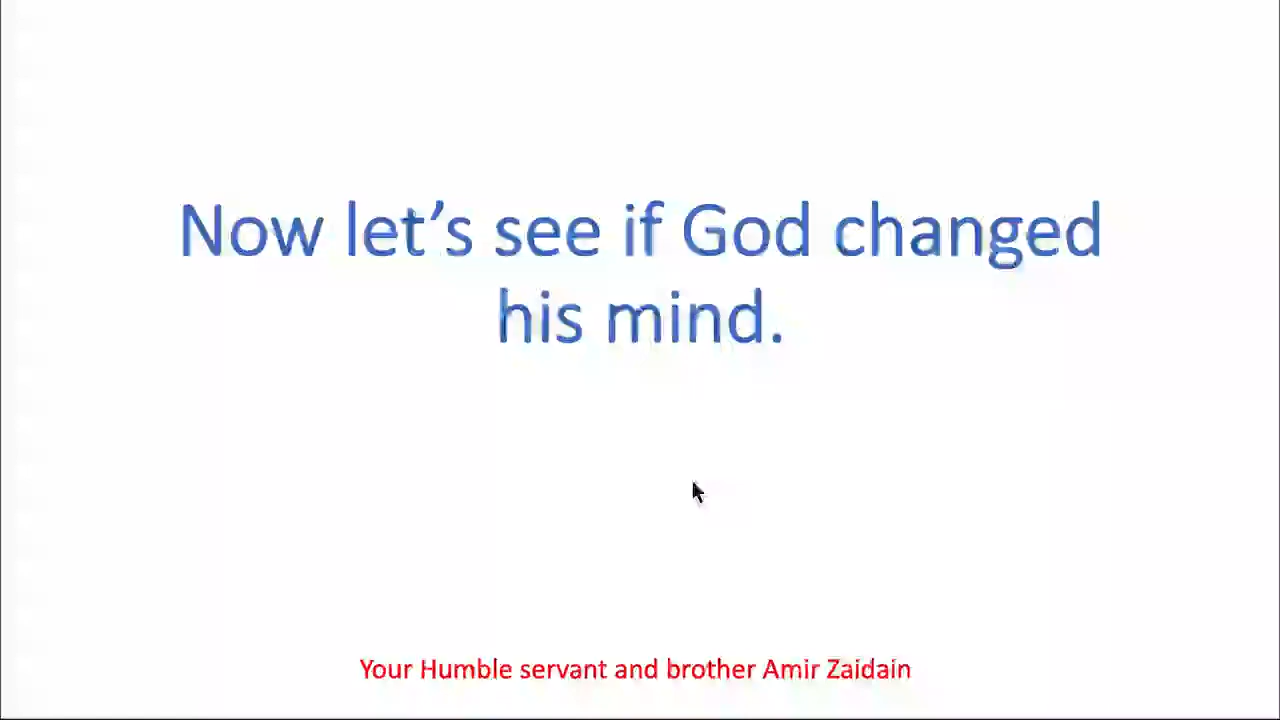 Now let’s see if God changed
his mind.
Your Humble servant and brother Amir Zaidain